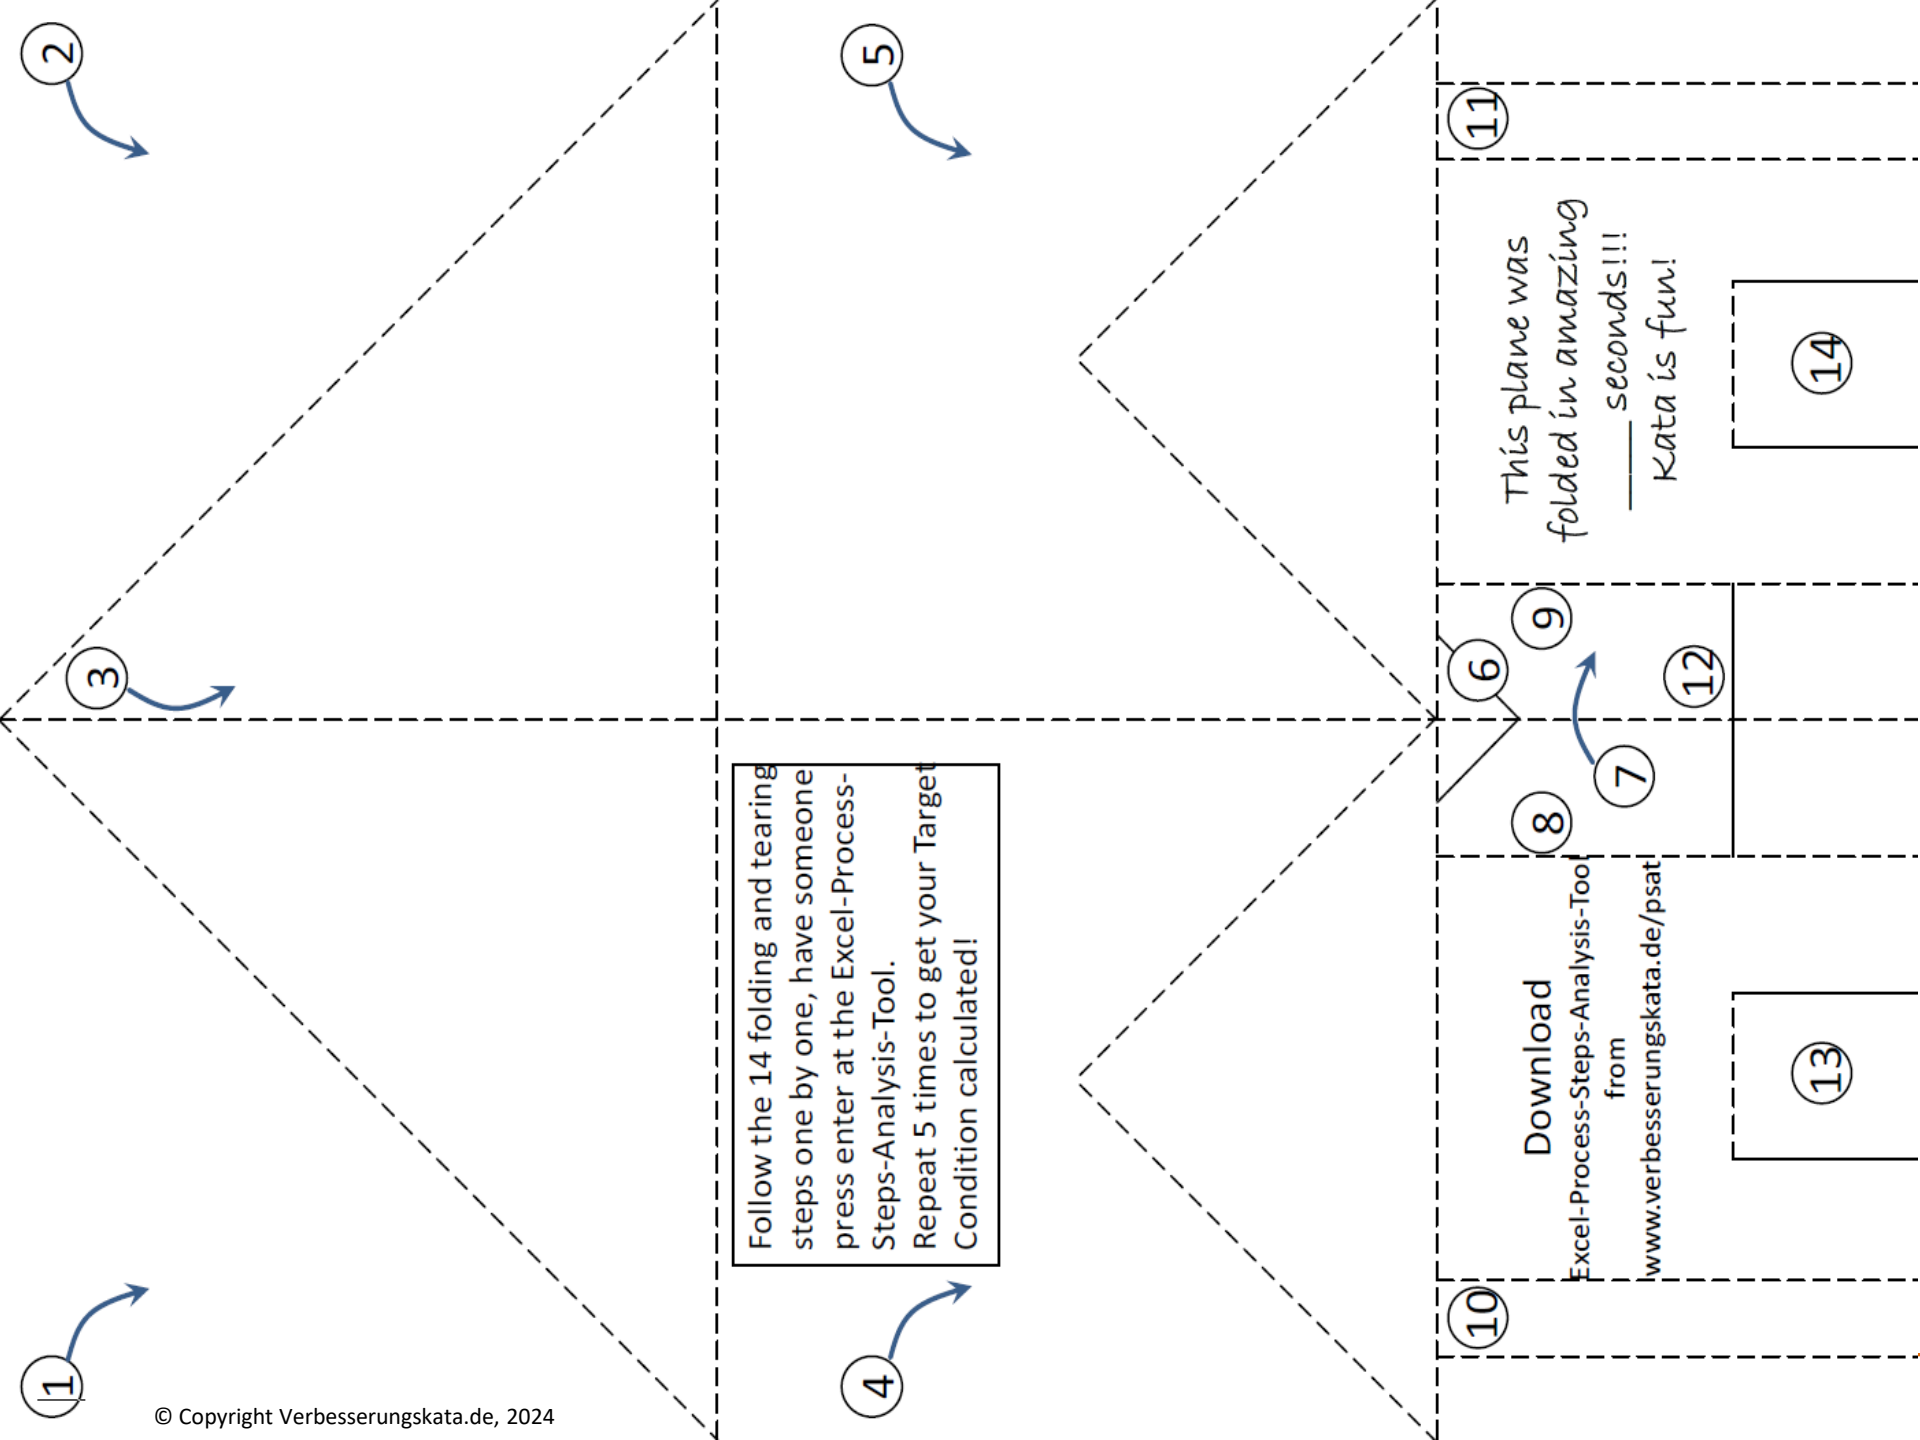 2
5
11
This plane was
folded in amazing
____ seconds!!!
Kata is fun!
14
3
6
9
12
7
8
Follow the 14 folding and tearing
steps one by one, have someone
press enter at the Excel-Process-
Steps-Analysis-Tool.
Repeat 5 times to get your Target
Condition calculated!
Download
Excel-Process-Steps-Analysis-Tool
from
www.verbesserungskata.de/psat
13
10
1
4
© Copyright Verbesserungskata.de, 2024